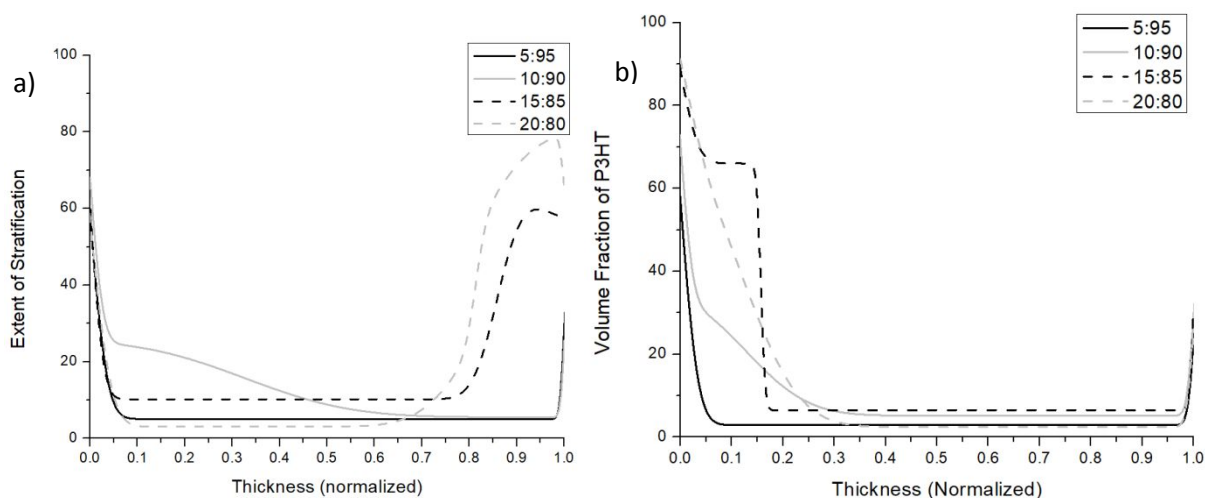 a)
5:95
10:90
15:85
20:80
100
80
60
40
20
0
Extent of Stratification
0.0 0.1 0.2 0.3 0.4 0.5 0.6 0.7 0.8 0.9 1.0
Thickness (normalized)
b)
5:95
10:90
15:85
20:80
100
80
60
40
20
0
Volume Fraction of P3HT
0.0 0.1 0.2 0.3 0.4 0.5 0.6 0.7 0.8 0.9 1.0
Thickness (Normalized)